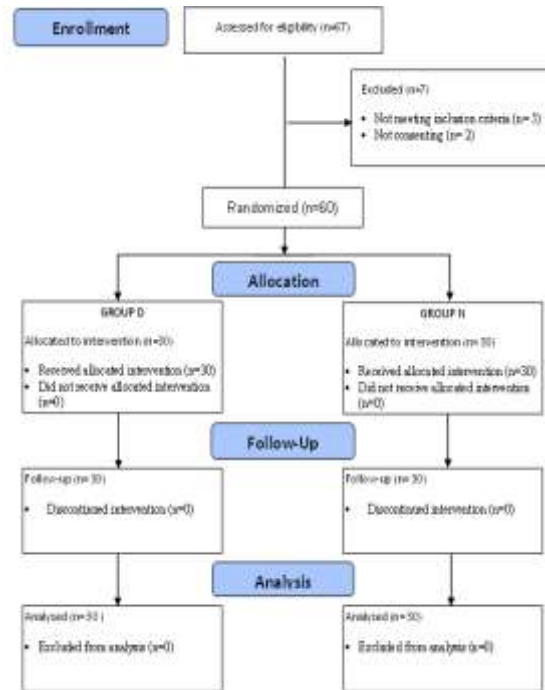 Enrollment
Assessed for eligibility (n=67)
Excluded (n=7)
• Not meeting inclusion criteria
• Not consenting (n= 2)
Randomized (n=60)
Allocation
GROUP D
Allocated to intervention (n=30)
• Received allocated intervention (n=30)
• Did not receive allocated intervention
(n=0)
GROUP N
Allocated to intervention (n= 30)
• Received allocated intervention (n=30)
• Did not receive allocated intervention
(n=0)
Follow-Up
Follow-up (n= 30)
• Discontinued intervention (n=0)
Follow-up (n= 30)
• Discontinued intervention (n=0)
Analysis
Analysed (n= 30 )
• Excluded from analysis (n=0)
Analysed (n= 30)
• Excluded from analysis (n=0)